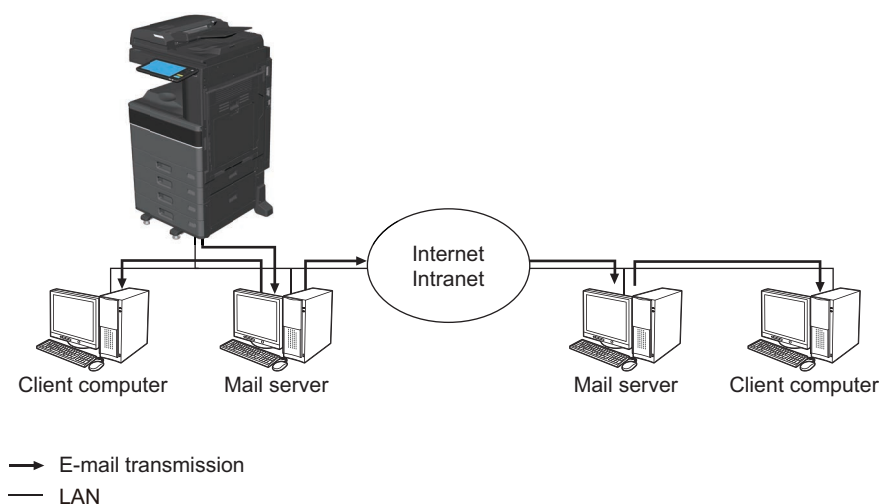 Internet
Intranet
Client computer
Mail server
Mail server
Client computer
E-mail transmission
LAN